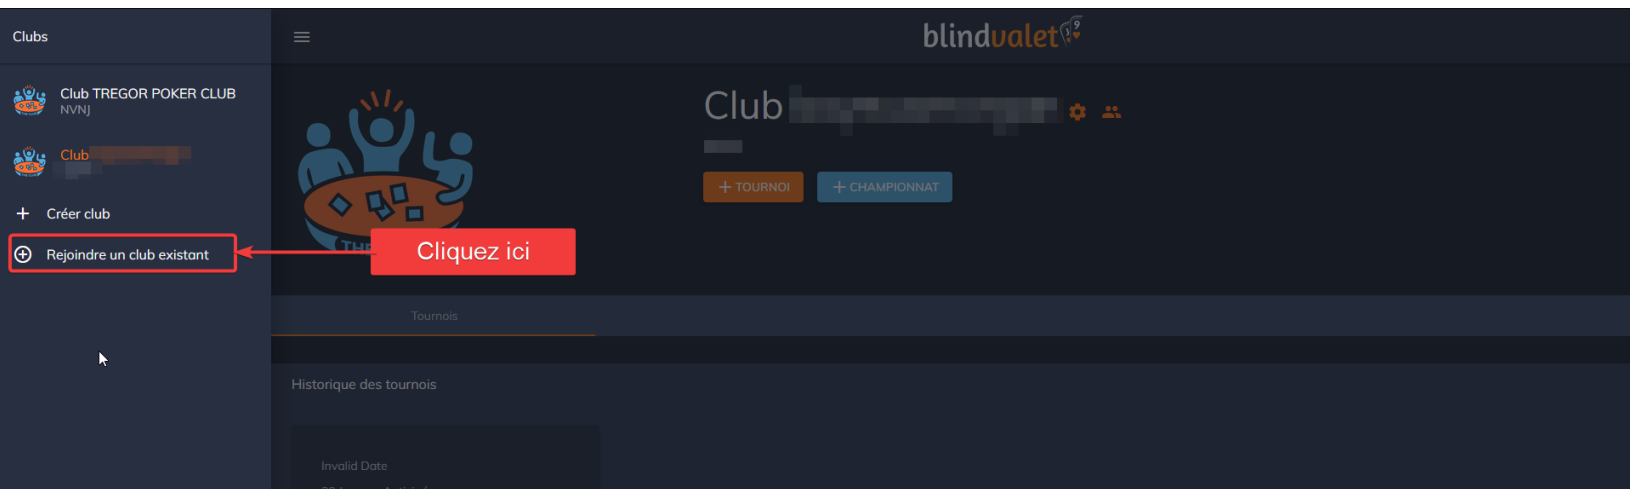 Clubs
blindvalet
Club TREGOR POKER CLUB
NVNJ
Club
Créer club
Rejoindre un club existant
Club
+ TOURNOI
+ CHAMPIONNAT
THE
Cliquez ici
Tournois
Historique des tournois
Invalid Date